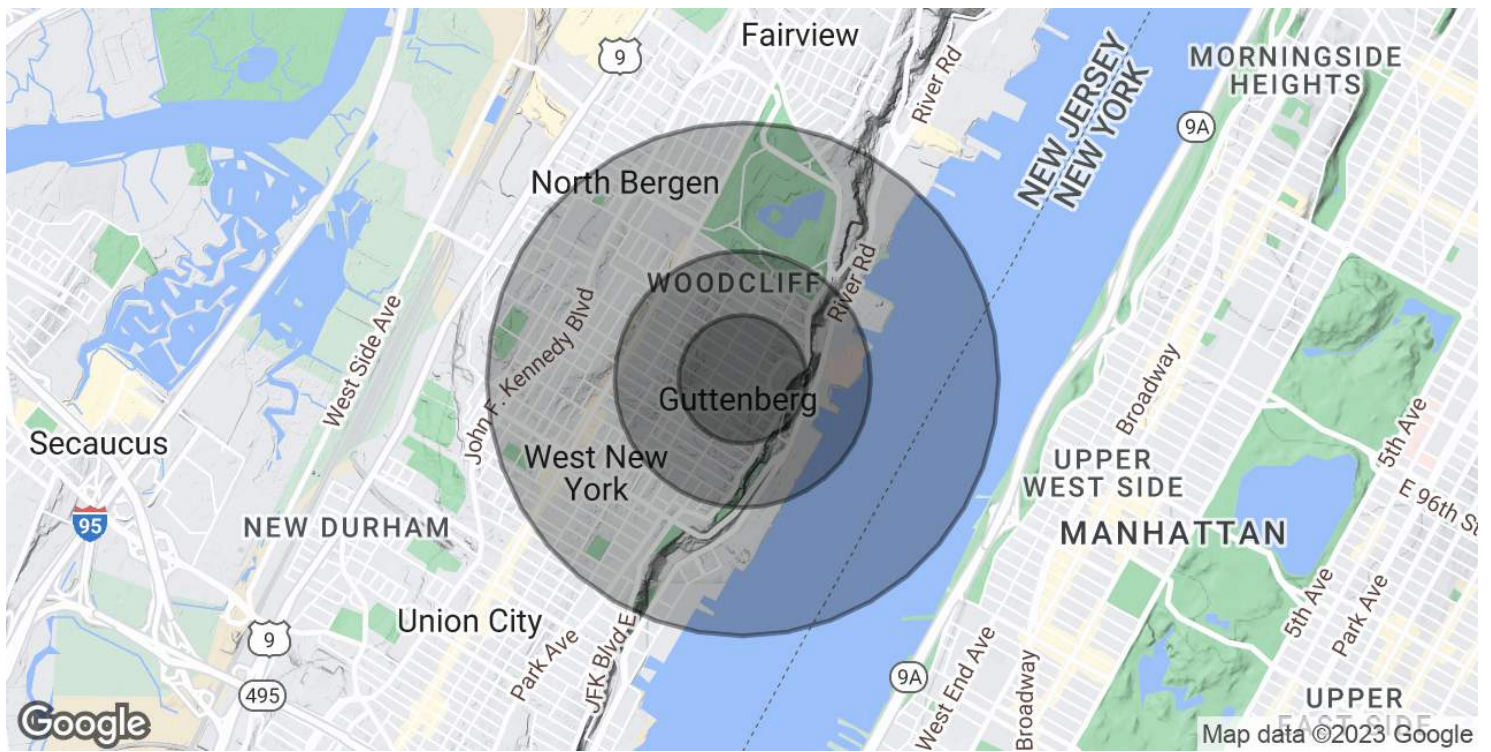 Fairview
9
River Rd
NEW JERSEY
NEW YORK
MORNINGSIDE
HEIGHTS
9A
North Bergen
WOODCLIFF
River Rd
West Side Ave
John F. Kennedy Blvd
Guttenberg
Broadway
5th Ave
Secaucus
West New
York
UPPER
WEST SIDE
E 96th St
95
NEW DURHAM
MANHATTAN
Union City
9
Park Ave
JFK Blvd E
495
9A
West End Ave
Broadway
5th Ave
Park Ave
UPPER
EAST SIDE
Google
Map data ©2023 Google